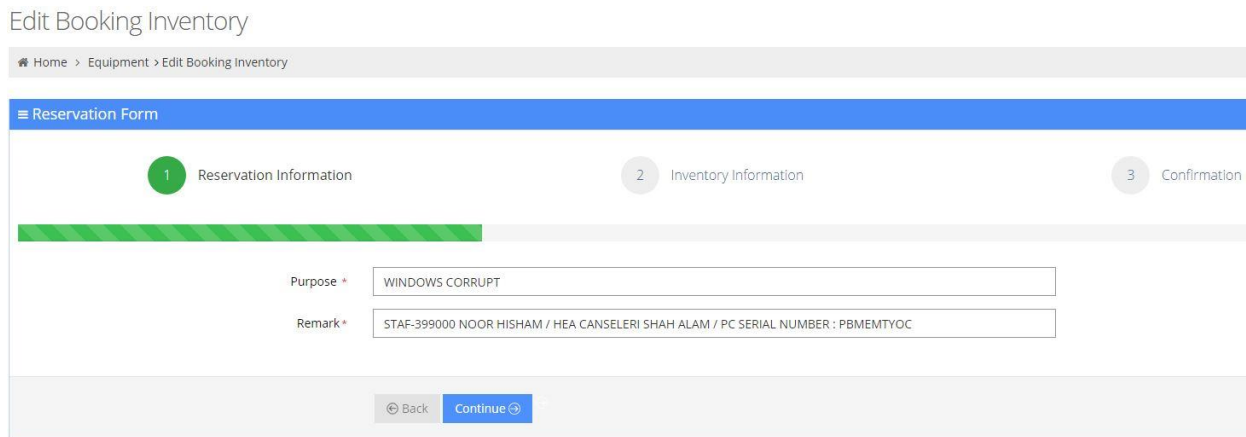 Edit Booking Inventory
Home > Equipment > Edit Booking Inventory
≡ Reservation Form
1 Reservation Information 2 Inventory Information 3 Confirmation
Purpose * WINDOWS CORRUPT
Remark * STAF-399000 NOOR HISHAM / HEA CANSELERI SHAH ALAM / PC SERIAL NUMBER : PBMEMTYOC
Back Continue